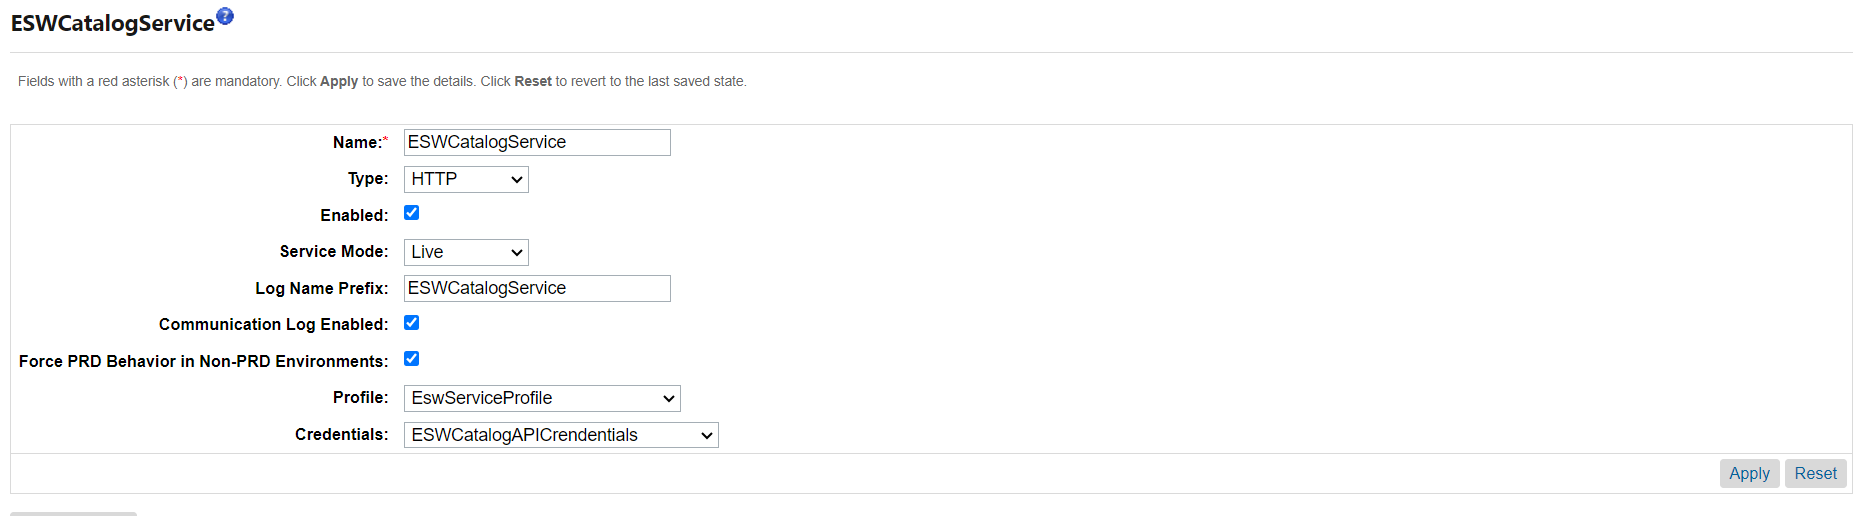 ESWCatalogService?
Fields with a red asterisk (*) are mandatory. Click Apply to save the details. Click Reset to revert to the last saved state.
Name:* ESWCatalogService
Type: HTTP
Enabled:
Service Mode: Live
Log Name Prefix: ESWCatalogService
Communication Log Enabled:
Force PRD Behavior in Non-PRD Environments:
Profile: EswServiceProfile
Credentials: ESWCatalogAPICrendentials
Apply Reset